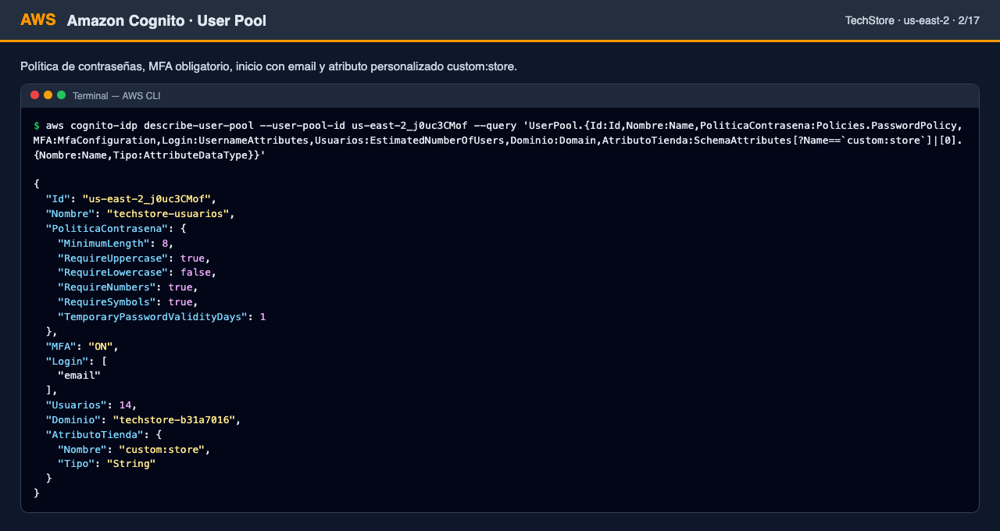 AWS Amazon Cognito · User Pool
TechStore · us-east-2 · 2/17
Política de contraseñas, MFA obligatorio, inicio con email y atributo personalizado custom:store.
Terminal — AWS CLI
$ aws cognito-idp describe-user-pool --user-pool-id us-east-2_j0uc3CMof --query 'UserPool.{Id:Id,Nombre:Name,PoliticaContrasena:Policies.PasswordPolicy,
MFA:MfaConfiguration,Login:UsernameAttributes,Usuarios:EstimatedNumberOfUsers,Dominio:Domain,AtributoTienda:SchemaAttributes[?Name==`custom:store`]|[0].
{Nombre:Name,Tipo:AttributeDataType}}'
{
  "Id": "us-east-2_j0uc3CMof",
  "Nombre": "techstore-usuarios",
  "PoliticaContrasena": {
    "MinimumLength": 8,
    "RequireUppercase": true,
    "RequireLowercase": false,
    "RequireNumbers": true,
    "RequireSymbols": true,
    "TemporaryPasswordValidityDays": 1
  },
  "MFA": "ON",
  "Login": [
    "email"
  ],
  "Usuarios": 14,
  "Dominio": "techstore-b31a7016",
  "AtributoTienda": {
    "Nombre": "custom:store",
    "Tipo": "String"
  }
}